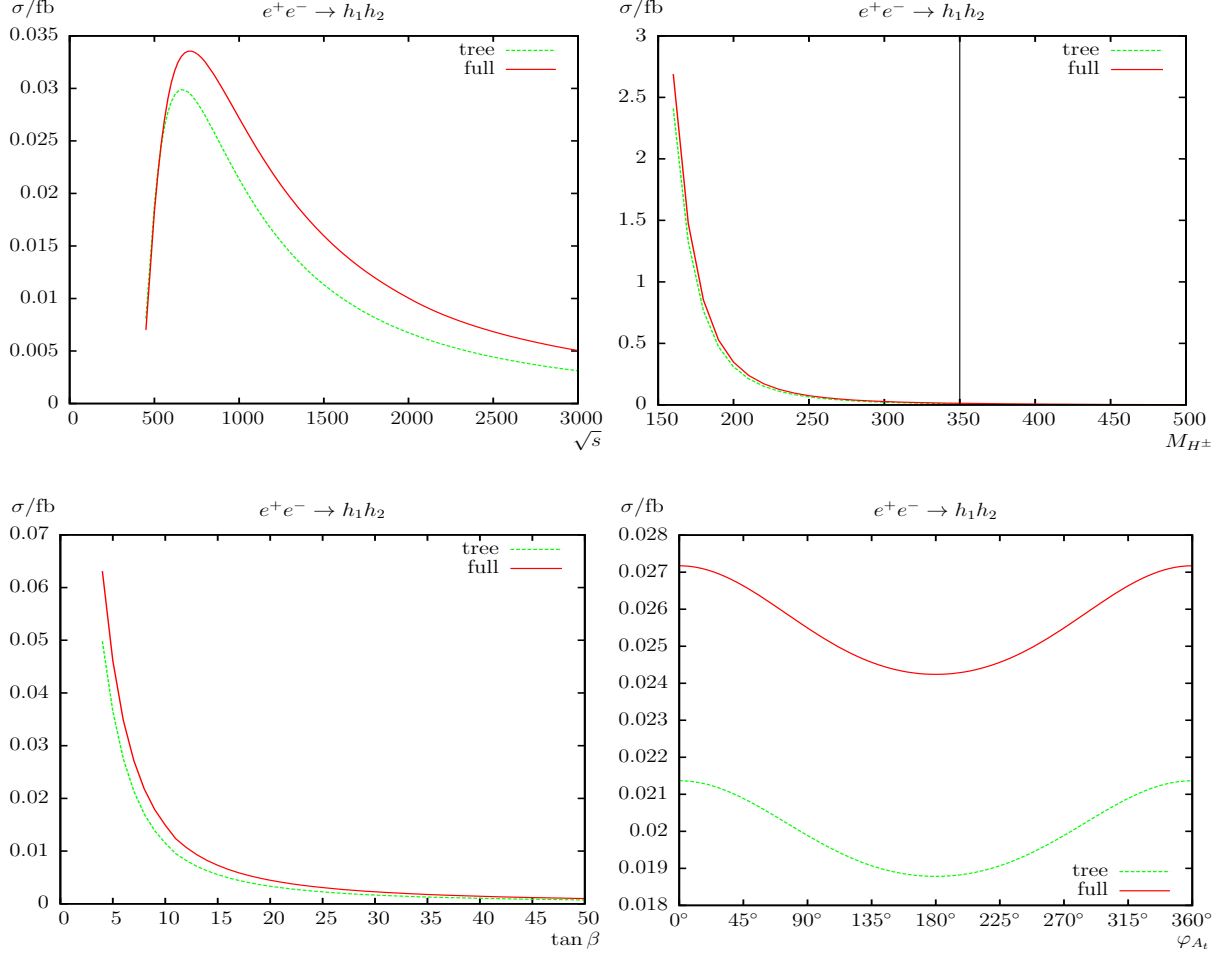 σ/fb
e⁺e⁻ → h₁h₂
tree
full
0.035
0.03
0.025
0.02
0.015
0.01
0.005
0
0 500 1000 1500 2000 2500 3000
√s
σ/fb
e⁺e⁻ → h₁h₂
tree
full
3
2.5
2
1.5
1
0.5
0
150 200 250 300 350 400 450 500
M_{H^±}
σ/fb
e⁺e⁻ → h₁h₂
tree
full
0.07
0.06
0.05
0.04
0.03
0.02
0.01
0
0 5 10 15 20 25 30 35 40 45 50
tan β
σ/fb
e⁺e⁻ → h₁h₂
0.028
0.027
0.026
0.025
0.024
0.023
0.022
0.021
0.02
0.019
0.018
tree
full
0° 45° 90° 135° 180° 225° 270° 315° 360°
φ_{A_t}